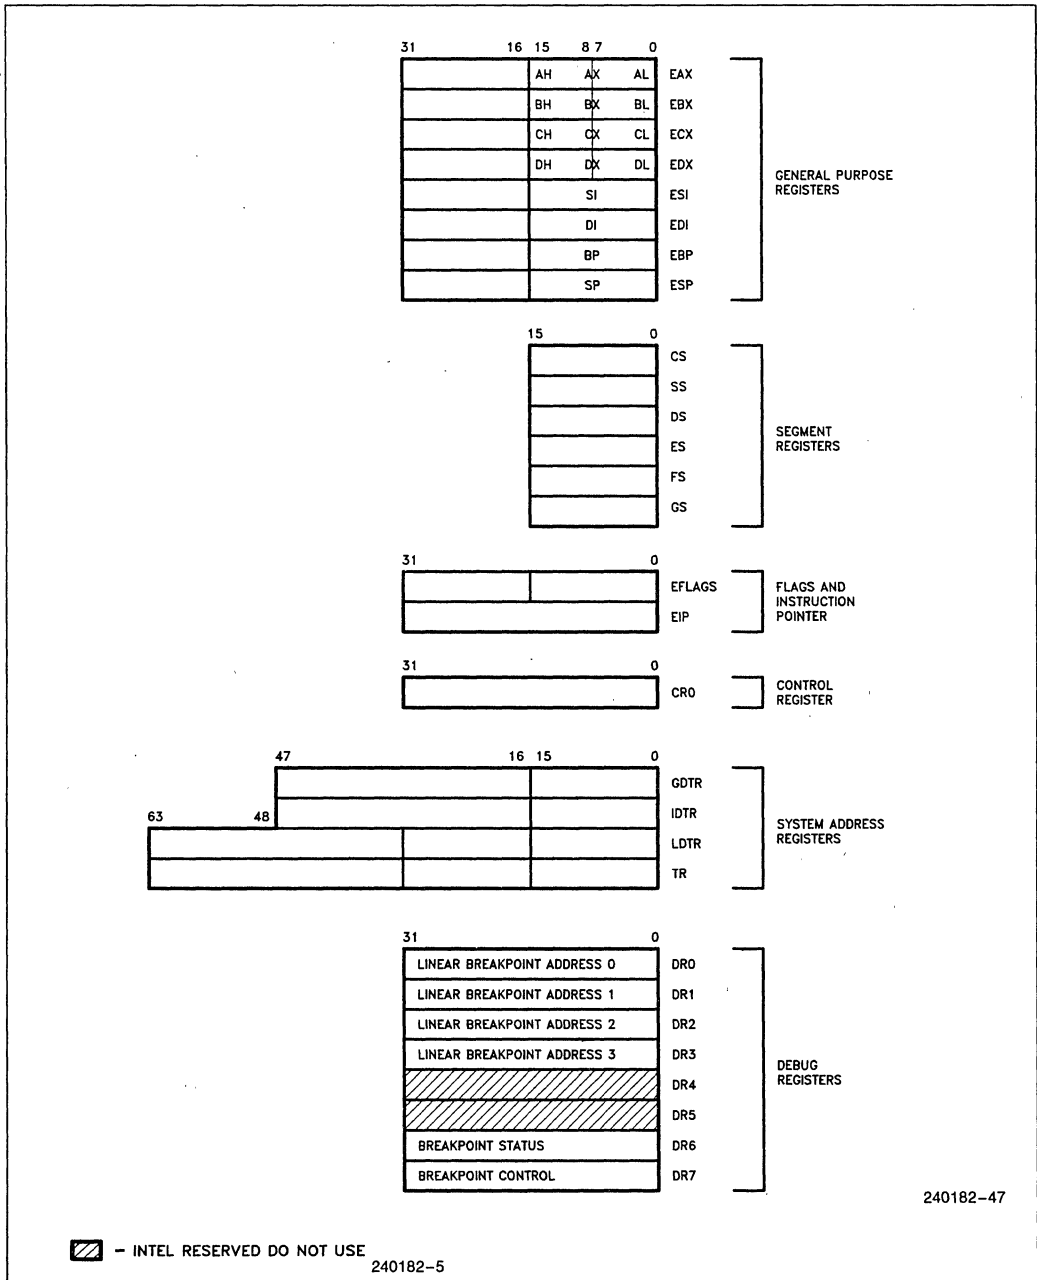 31 16 15 8 7 0
AH AX AL EAX
BH BX BL EBX
CH CX CL ECX
DH DX DL EDX
SI ESI
DI EDI
BP EBP
SP ESP
GENERAL PURPOSE
REGISTERS
15 0
CS
SS
DS
ES
FS
GS
SEGMENT
REGISTERS
31 0
EFLAGS
EIP
FLAGS AND
INSTRUCTION
POINTER
31 0
CR0
CONTROL
REGISTER
47 16 15 0
GDTR
IDTR
63 48
LDTR
TR
SYSTEM ADDRESS
REGISTERS
31 0
LINEAR BREAKPOINT ADDRESS 0 DR0
LINEAR BREAKPOINT ADDRESS 1 DR1
LINEAR BREAKPOINT ADDRESS 2 DR2
LINEAR BREAKPOINT ADDRESS 3 DR3
DR4
DR5
BREAKPOINT STATUS DR6
BREAKPOINT CONTROL DR7
DEBUG
REGISTERS
240182-47
- INTEL RESERVED DO NOT USE
240182-5